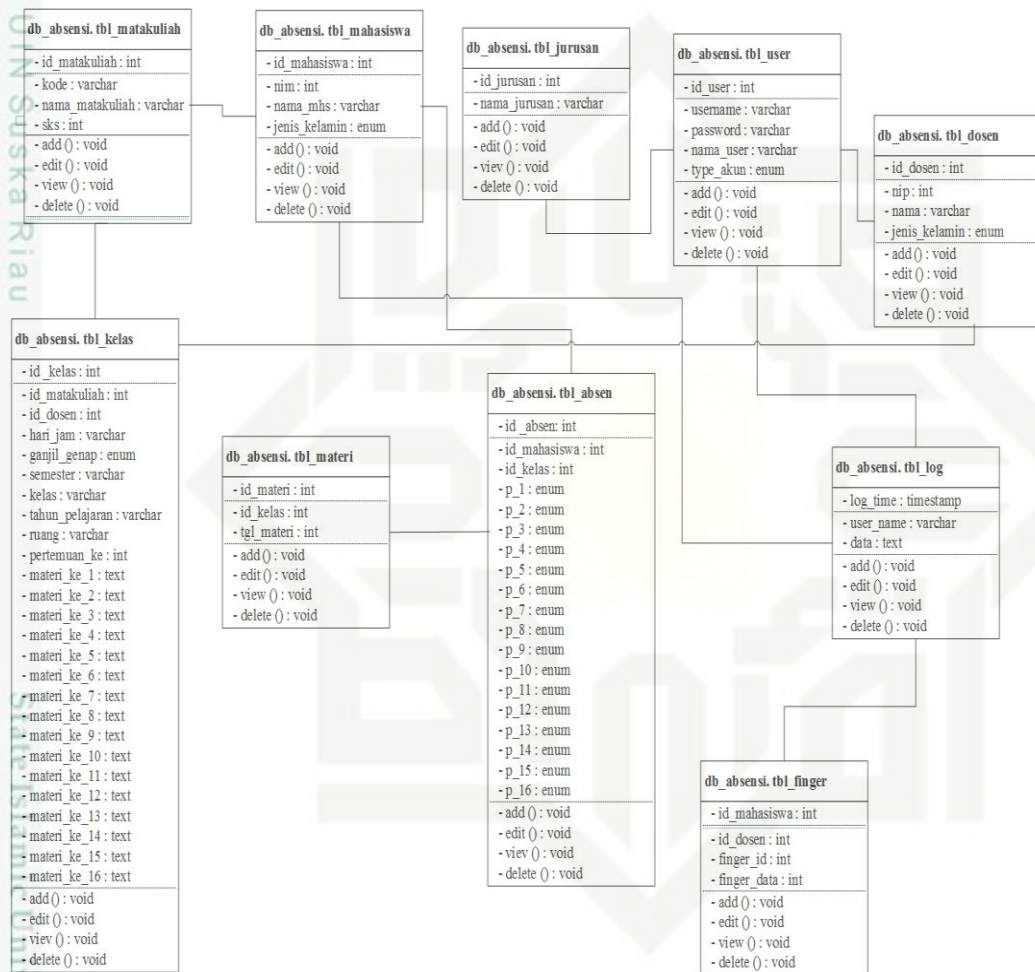 UIN Suska Riau
State Islamic Univ
db_absensi. tbl_matakuliah
- id_matakuliah : int
- kode : varchar
- nama_matakuliah : varchar
- sks : int
- add () : void
- edit () : void
- view () : void
- delete () : void
db_absensi. tbl_mahasiswa
- id_mahasiswa : int
- nim : int
- nama_mhs : varchar
- jenis_kelamin : enum
- add () : void
- edit () : void
- view () : void
- delete () : void
db_absensi. tbl_jurusan
- id_jurusan : int
- nama_jurusan : varchar
- add () : void
- edit () : void
- viev () : void
- delete () : void
db_absensi. tbl_user
- id_user : int
- username : varchar
- password : varchar
- nama_user : varchar
- type_akun : enum
- add () : void
- edit () : void
- view () : void
- delete () : void
db_absensi. tbl_dosen
- id_dosen : int
- nip : int
- nama : varchar
- jenis_kelamin : enum
- add () : void
- edit () : void
- view () : void
- delete () : void
db_absensi. tbl_kelas
- id_kelas : int
- id_matakuliah : int
- id_dosen : int
- hari_jam : varchar
- ganjil_genap : enum
- semester : varchar
- kelas : varchar
- tahun_pelajaran : varchar
- ruang : varchar
- pertemuan_ke : int
- materi_ke_1 : text
- materi_ke_2 : text
- materi_ke_3 : text
- materi_ke_4 : text
- materi_ke_5 : text
- materi_ke_6 : text
- materi_ke_7 : text
- materi_ke_8 : text
- materi_ke_9 : text
- materi_ke_10 : text
- materi_ke_11 : text
- materi_ke_12 : text
- materi_ke_13 : text
- materi_ke_14 : text
- materi_ke_15 : text
- materi_ke_16 : text
- add () : void
- edit () : void
- viev () : void
- delete () : void
db_absensi. tbl_materi
- id_materi : int
- id_kelas : int
- tgl_materi : int
- add () : void
- edit () : void
- view () : void
- delete () : void
db_absensi. tbl_absen
- id _absen: int
- id_mahasiswa : int
- id_kelas : int
- p_1 : enum
- p_2 : enum
- p_3 : enum
- p_4 : enum
- p_5 : enum
- p_6 : enum
- p_7 : enum
- p_8 : enum
- p_9 : enum
- p_10 : enum
- p_11 : enum
- p_12 : enum
- p_13 : enum
- p_14 : enum
- p_15 : enum
- p_16 : enum
- add () : void
- edit () : void
- viev () : void
- delete () : void
db_absensi. tbl_log
- log_time : timestamp
- user_name : varchar
- data : text
- add () : void
- edit () : void
- view () : void
- delete () : void
db_absensi. tbl_finger
- id_mahasiswa : int
- id_dosen : int
- finger_id : int
- finger_data : int
- add () : void
- edit () : void
- view () : void
- delete () : void